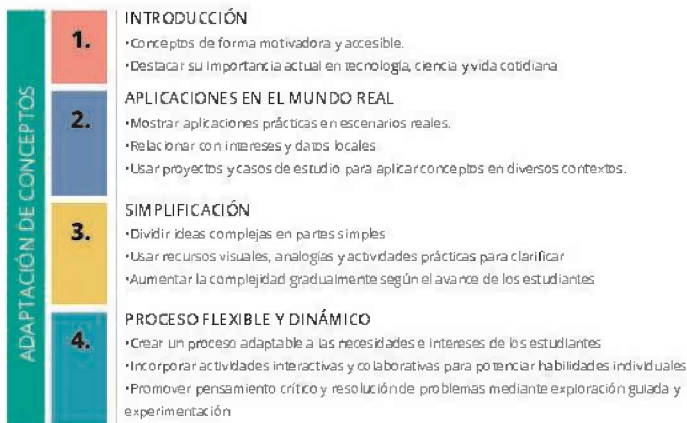 ADAPTACIÓN DE CONCEPTOS
1.
INTRODUCCIÓN
•Conceptos de forma motivadora y accesible.
•Destacar su importancia actual en tecnología, ciencia y vida cotidiana
2.
APLICACIONES EN EL MUNDO REAL
•Mostrar aplicaciones prácticas en escenarios reales.
•Relacionar con intereses y datos locales
•Usar proyectos y casos de estudio para aplicar conceptos en diversos contextos.
3.
SIMPLIFICACIÓN
•Dividir ideas complejas en partes simples
•Usar recursos visuales, analogías y actividades prácticas para clarificar
•Aumentar la complejidad gradualmente según el avance de los estudiantes
4.
PROCESO FLEXIBLE Y DINÁMICO
•Crear un proceso adaptable a las necesidades e intereses de los estudiantes
•Incorporar actividades interactivas y colaborativas para potenciar habilidades individuales
•Promover pensamiento crítico y resolución de problemas mediante exploración guiada y
experimentación